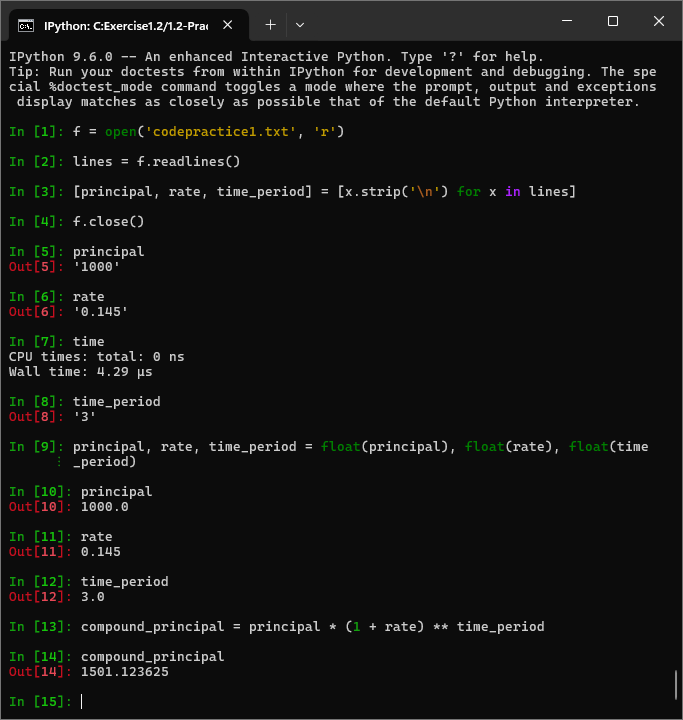 IPython: C:Exercise1.2/1.2-Prac
IPython 9.6.0 -- An enhanced Interactive Python. Type '?' for help.
Tip: Run your doctests from within IPython for development and debugging. The spe
cial %doctest_mode command toggles a mode where the prompt, output and exceptions
 display matches as closely as possible that of the default Python interpreter.
In [1]: f = open('codepractice1.txt', 'r')
In [2]: lines = f.readlines()
In [3]: [principal, rate, time_period] = [x.strip('\n') for x in lines]
In [4]: f.close()
In [5]: principal
Out[5]: '1000'
In [6]: rate
Out[6]: '0.145'
In [7]: time
CPU times: total: 0 ns
Wall time: 4.29 μs
In [8]: time_period
Out[8]: '3'
In [9]: principal, rate, time_period = float(principal), float(rate), float(time
      ⋮ _period)
In [10]: principal
Out[10]: 1000.0
In [11]: rate
Out[11]: 0.145
In [12]: time_period
Out[12]: 3.0
In [13]: compound_principal = principal * (1 + rate) ** time_period
In [14]: compound_principal
Out[14]: 1501.123625
In [15]: